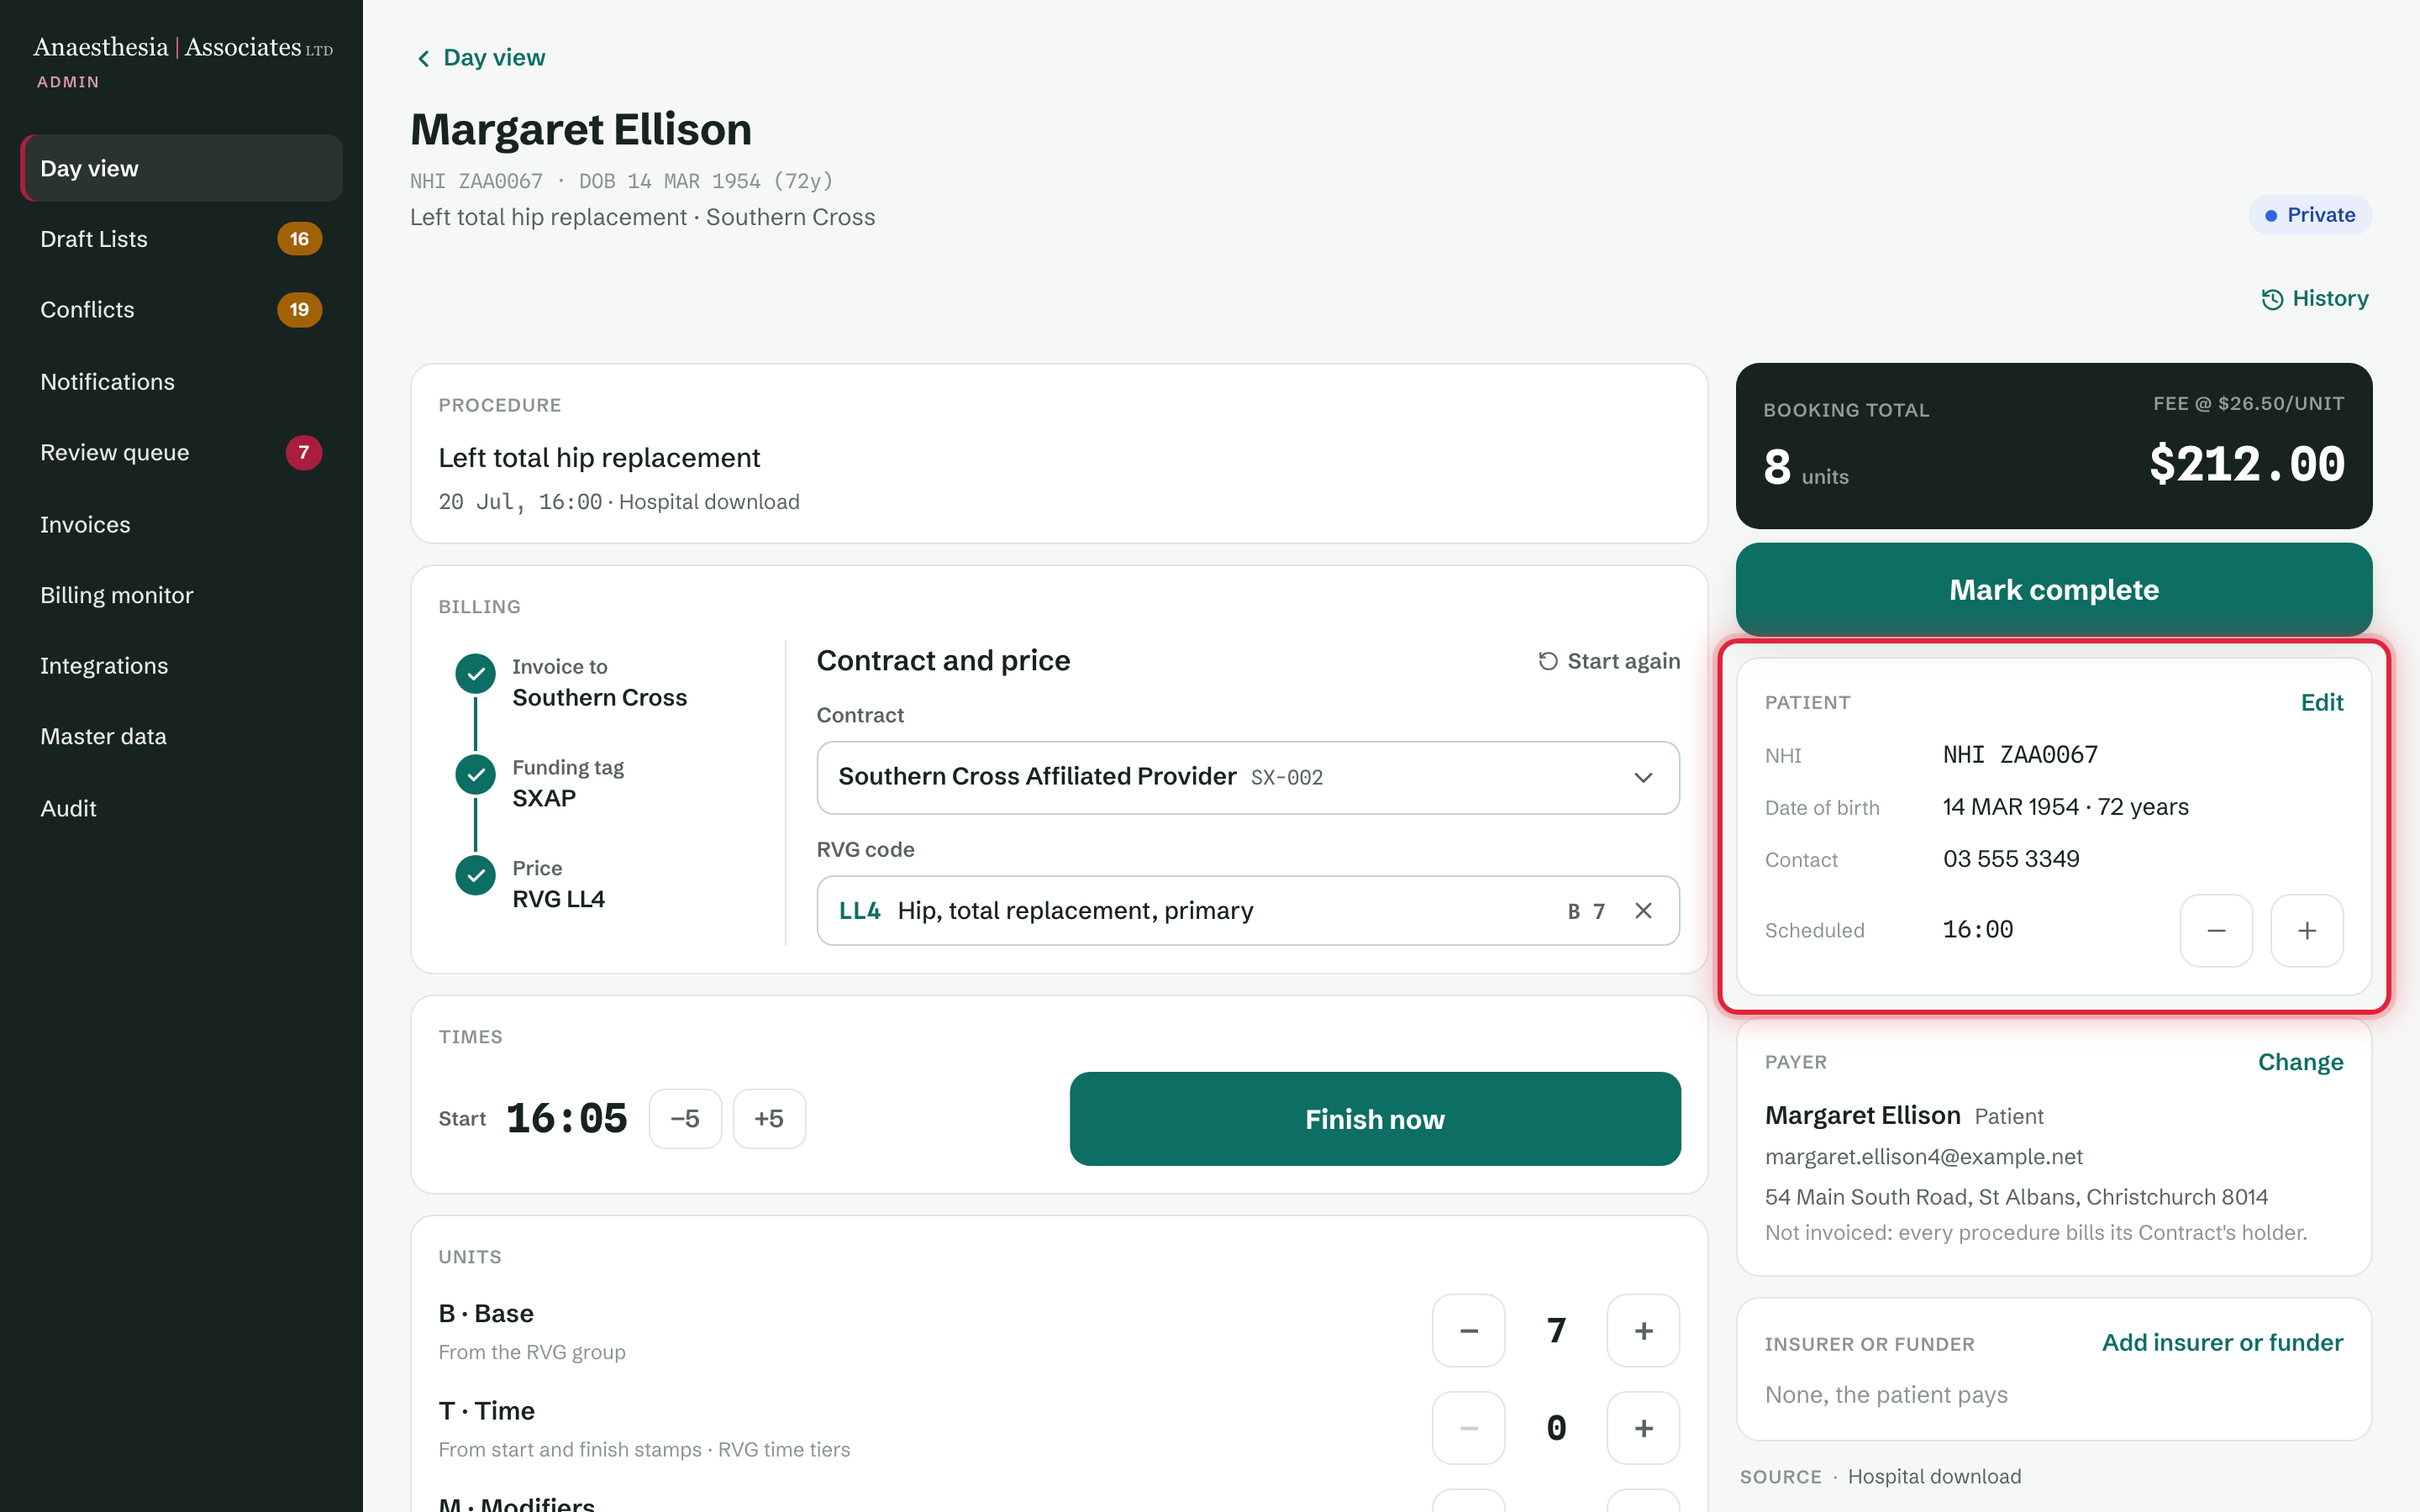 Anaesthesia | Associates LTD
ADMIN
Day view
Draft Lists 16
Conflicts 19
Notifications
Review queue 7
Invoices
Billing monitor
Integrations
Master data
Audit
Day view
Margaret Ellison
NHI ZAA0067 · DOB 14 MAR 1954 (72y)
Left total hip replacement · Southern Cross
Private
History
PROCEDURE
Left total hip replacement
20 Jul, 16:00 · Hospital download
BILLING
Invoice to
Southern Cross
Funding tag
SXAP
Price
RVG LL4
Contract and price
Start again
Contract
Southern Cross Affiliated Provider SX-002
RVG code
LL4 Hip, total replacement, primary B 7
TIMES
Start 16:05 −5 +5
Finish now
UNITS
B · Base
From the RVG group
− 7 +
T · Time
From start and finish stamps · RVG time tiers
− 0 +
M · Modifiers
BOOKING TOTAL
FEE @ $26.50/UNIT
8 units
$212.00
Mark complete
PATIENT
Edit
NHI NHI ZAA0067
Date of birth 14 MAR 1954 · 72 years
Contact 03 555 3349
Scheduled 16:00 − +
PAYER
Change
Margaret Ellison Patient
margaret.ellison4@example.net
54 Main South Road, St Albans, Christchurch 8014
Not invoiced: every procedure bills its Contract's holder.
INSURER OR FUNDER
Add insurer or funder
None, the patient pays
SOURCE · Hospital download